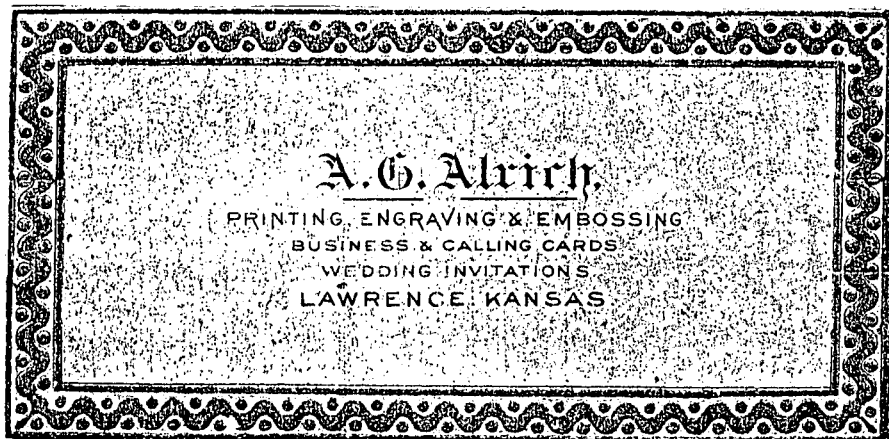 A. G. Alrich.
PRINTING, ENGRAVING & EMBOSSING
BUSINESS & CALLING CARDS
WEDDING INVITATIONS
LAWRENCE, KANSAS